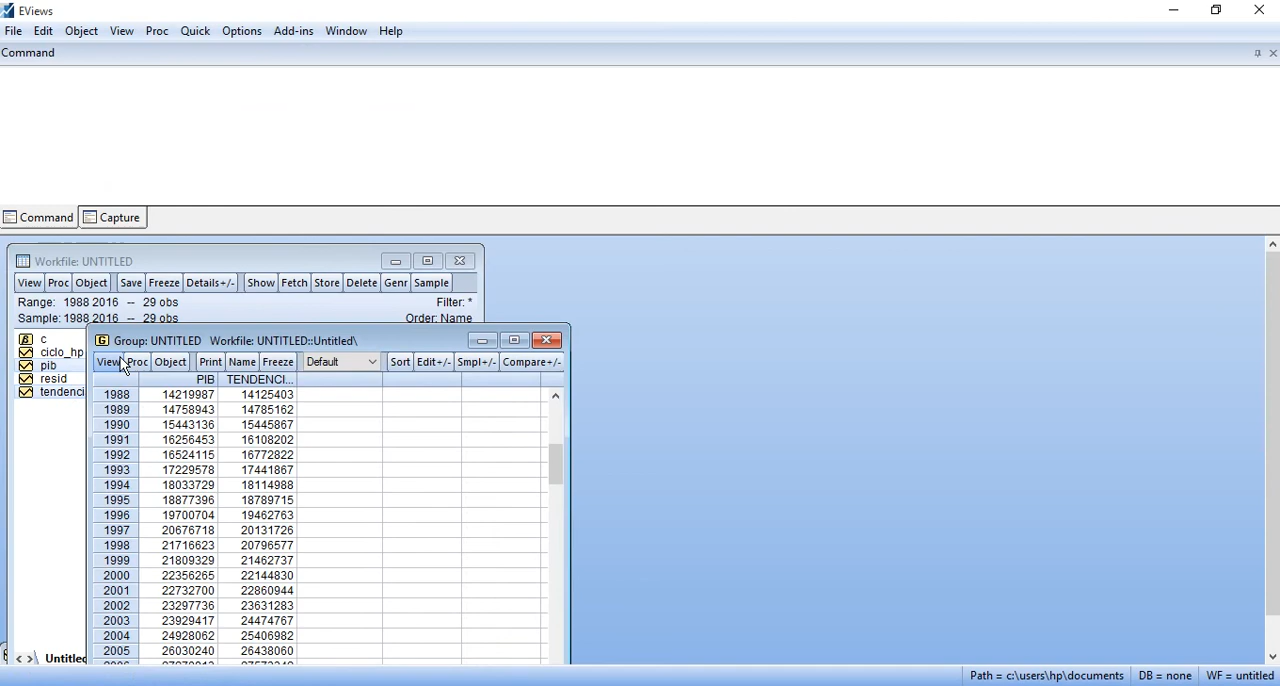 EViews
File Edit Object View Proc Quick Options Add-ins Window Help
Command
Command Capture
Workfile: UNTITLED
View Proc Object Save Freeze Details+/- Show Fetch Store Delete Genr Sample
Range: 1988 2016 -- 29 obs Filter: *
Sample: 1988 2016 -- 29 obs Order: Name
c
ciclo_hp
pib
resid
tendenci
Group: UNTITLED Workfile: UNTITLED::Untitled\
View Proc Object Print Name Freeze Default Sort Edit+/- Smpl+/- Compare+/-
PIB TENDENCI...
1988 14219987 14125403
1989 14758943 14785162
1990 15443136 15445867
1991 16256453 16108202
1992 16524115 16772822
1993 17229578 17441867
1994 18033729 18114988
1995 18877396 18789715
1996 19700704 19462763
1997 20676718 20131726
1998 21716623 20796577
1999 21809329 21462737
2000 22356265 22144830
2001 22732700 22860944
2002 23297736 23631283
2003 23929417 24474767
2004 24928062 25406982
2005 26030240 26438060
Untitled
Path = c:\users\hp\documents DB = none WF = untitled